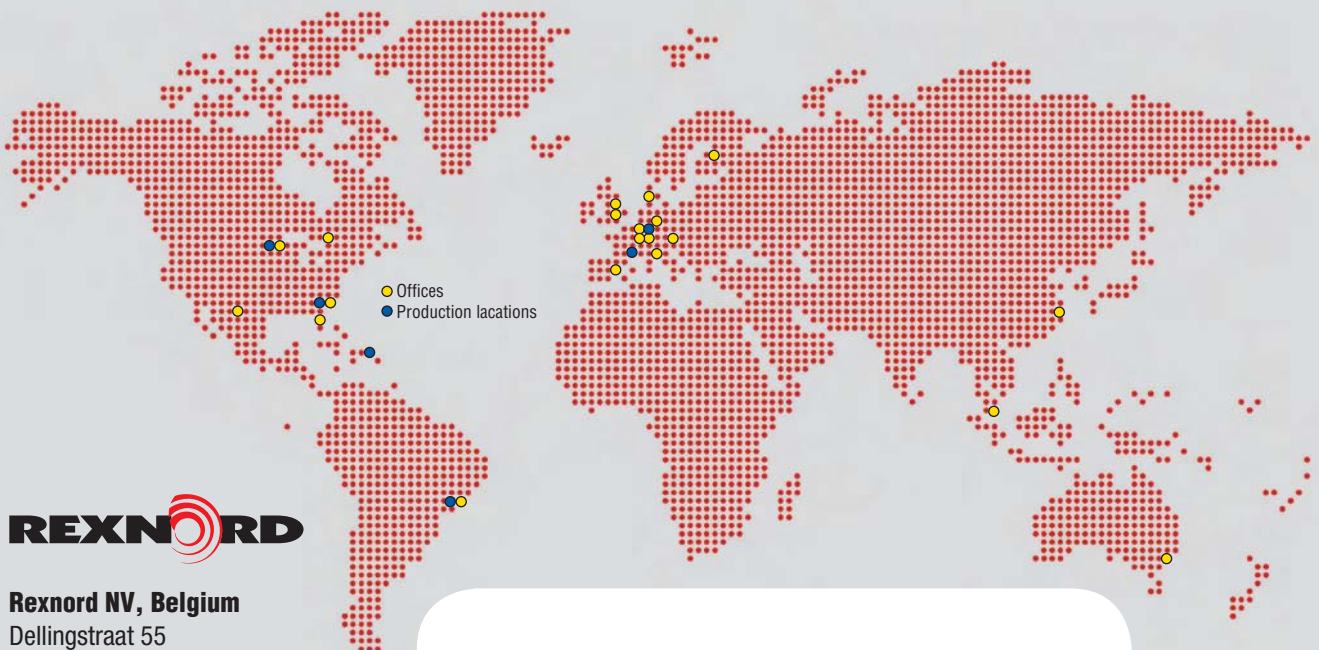 Offices
Production lacations
REXNORD
Rexnord NV, Belgium
Dellingstraat 55